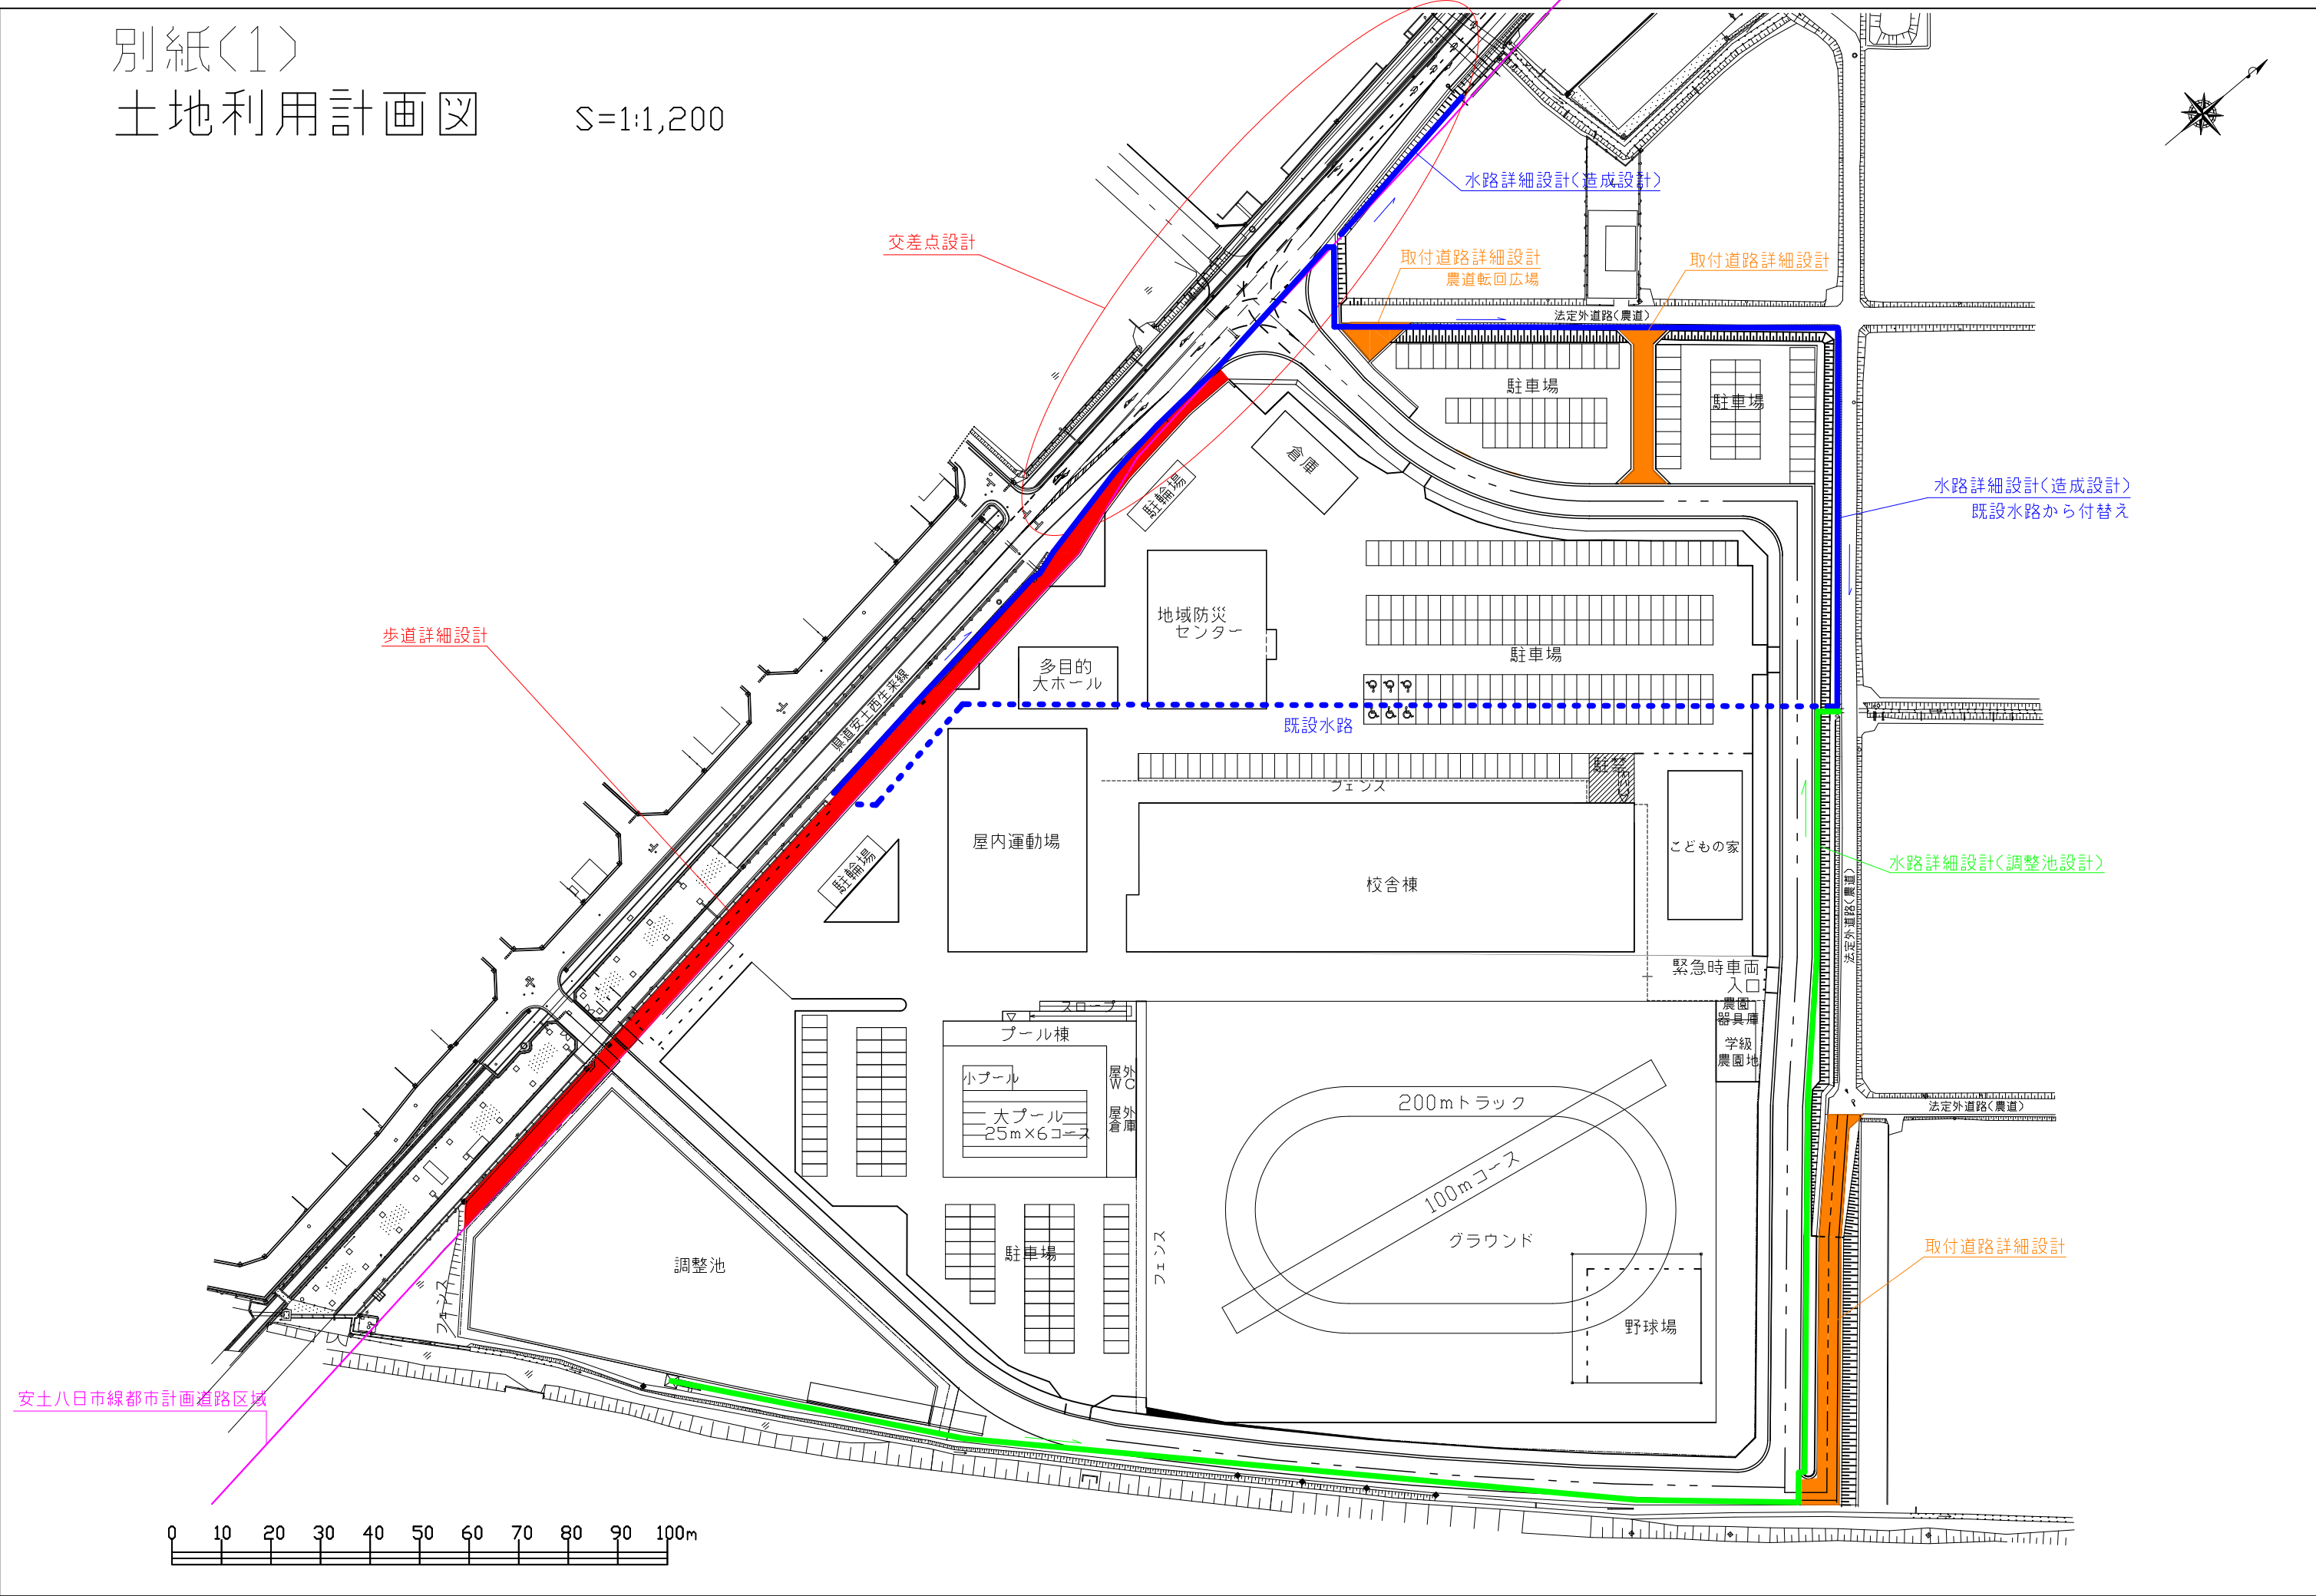 別紙(1)
土地利用計画図 S=1:1,200
水路詳細設計(造成設計)
交差点設計
取付道路詳細設計
農道転回広場
取付道路詳細設計
法定外道路(農道)
駐車場
駐車場
倉庫
駐輪場
水路詳細設計(造成設計)
既設水路から付替え
地域防災
センター
歩道詳細設計
多目的
大ホール
駐車場
県道安土西生来線
既設水路
フェンス
駐禁
屋内運動場
駐輪場
校舎棟
こどもの家
水路詳細設計(調整池設計)
法定外道路(農道)
緊急時車両
入口
農園
器具庫
学級
農園地
スロープ
プール棟
小プール
屋外
WC
大プール
25m×6コース
屋外
倉庫
200mトラック
法定外道路(農道)
100mコース
グラウンド
フェンス
駐車場
調整池
取付道路詳細設計
野球場
フェンス
安土八日市線都市計画道路区域
0 10 20 30 40 50 60 70 80 90 100m